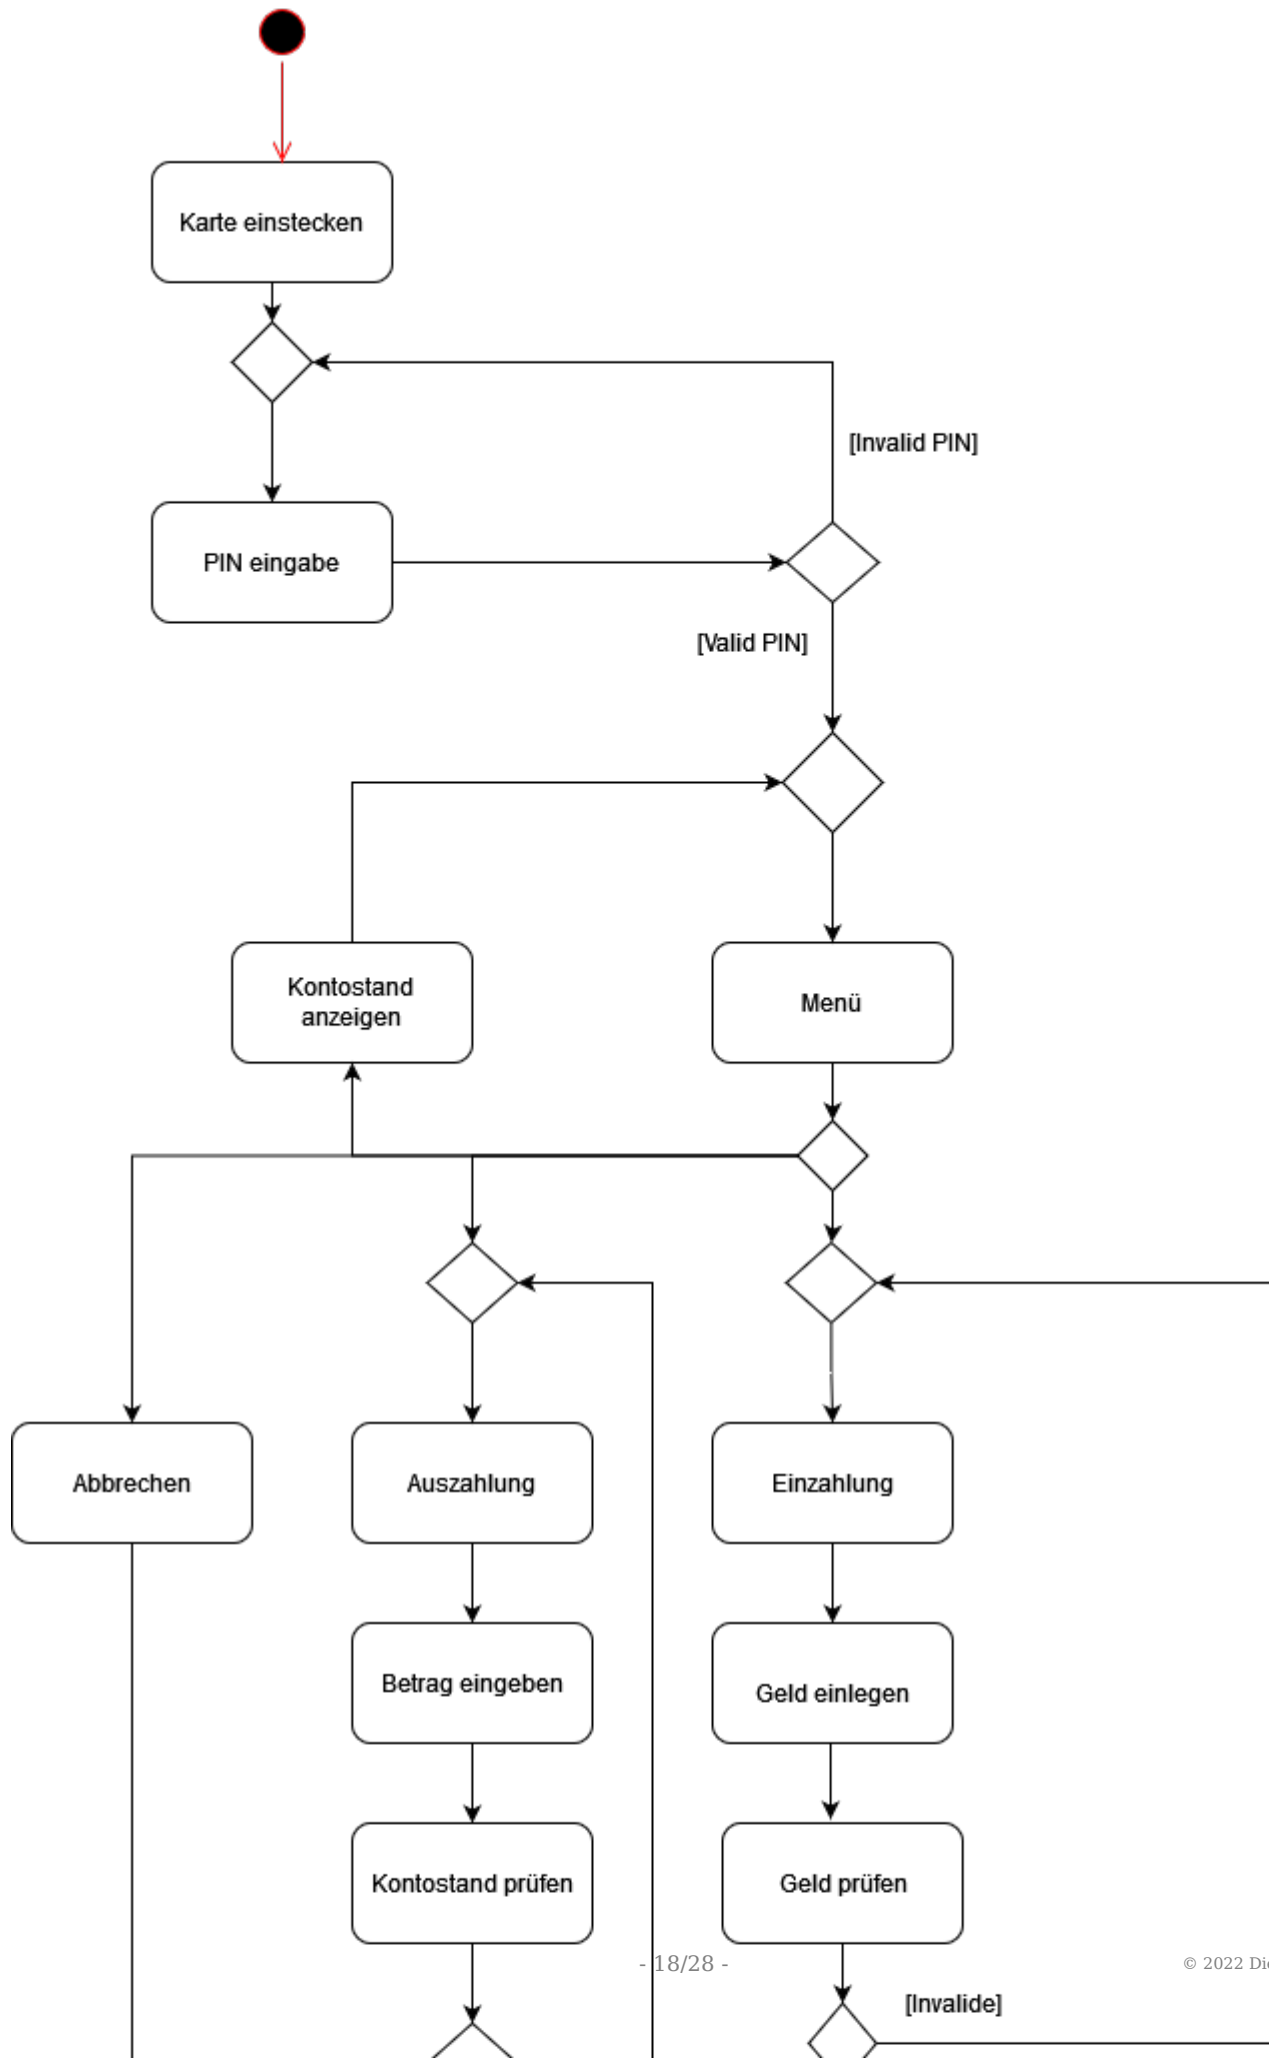 Karte einstecken
[Invalid PIN]
PIN eingabe
[Valid PIN]
Kontostand
anzeigen
Menü
Abbrechen
Auszahlung
Einzahlung
Betrag eingeben
Geld einlegen
Kontostand prüfen
Geld prüfen
- 18/28 -
© 2022
[Invalide]